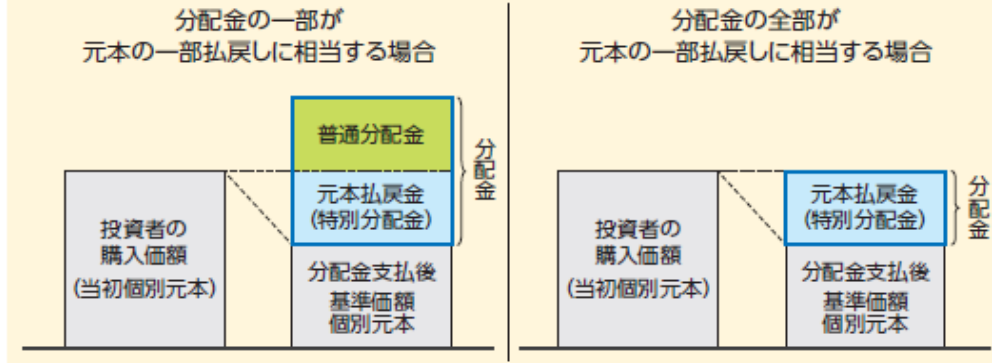 分配金の一部が
元本の一部払戻しに相当する場合
普通分配金
元本払戻金
(特別分配金)
分配金
投資者の
購入価額
(当初個別元本)
分配金支払後
基準価額
個別元本
分配金の全部が
元本の一部払戻しに相当する場合
元本払戻金
(特別分配金)
分配金
投資者の
購入価額
(当初個別元本)
分配金支払後
基準価額
個別元本